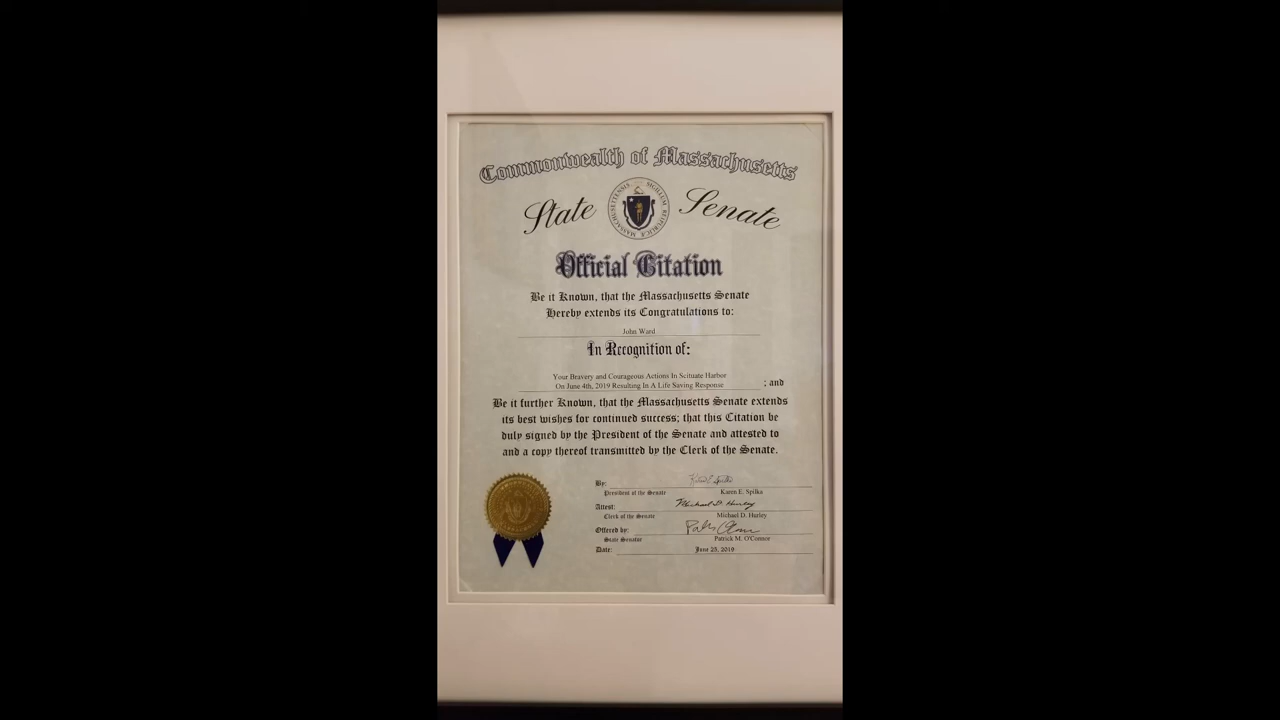 Commonwealth of Massachusetts
State Senate
Official Citation
Be it Known, that the Massachusetts Senate
Hereby extends its Congratulations to:
John Ward
In Recognition of:
Your Bravery and Courageous Actions In Scituate Harbor
On June 4th, 2019 Resulting In A Life Saving Response ; and
Be it further Known, that the Massachusetts Senate extends
its best wishes for continued success; that this Citation be
duly signed by the President of the Senate and attested to
and a copy thereof transmitted by the Clerk of the Senate.
By: Karen E. Spilka
President of the Senate Karen E. Spilka
Attest: Michael D. Hurley
Clerk of the Senate Michael D. Hurley
Offered by:
State Senator Patrick M. O'Connor
Date: June 25, 2019